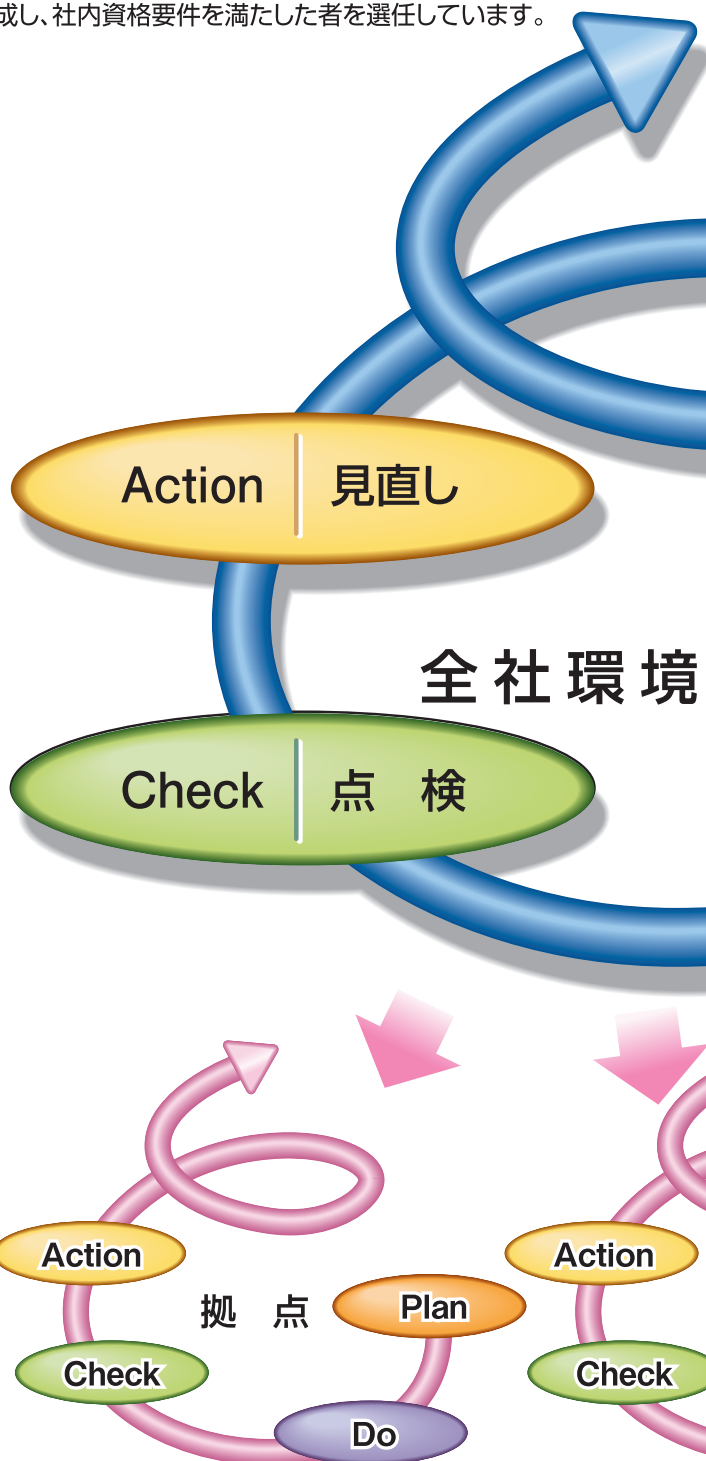 成し、社内資格要件を満たした者を選任しています。
Action 見直し
全社環境
Check 点 検
Action
Action
拠 点
Plan
Check
Check
Do